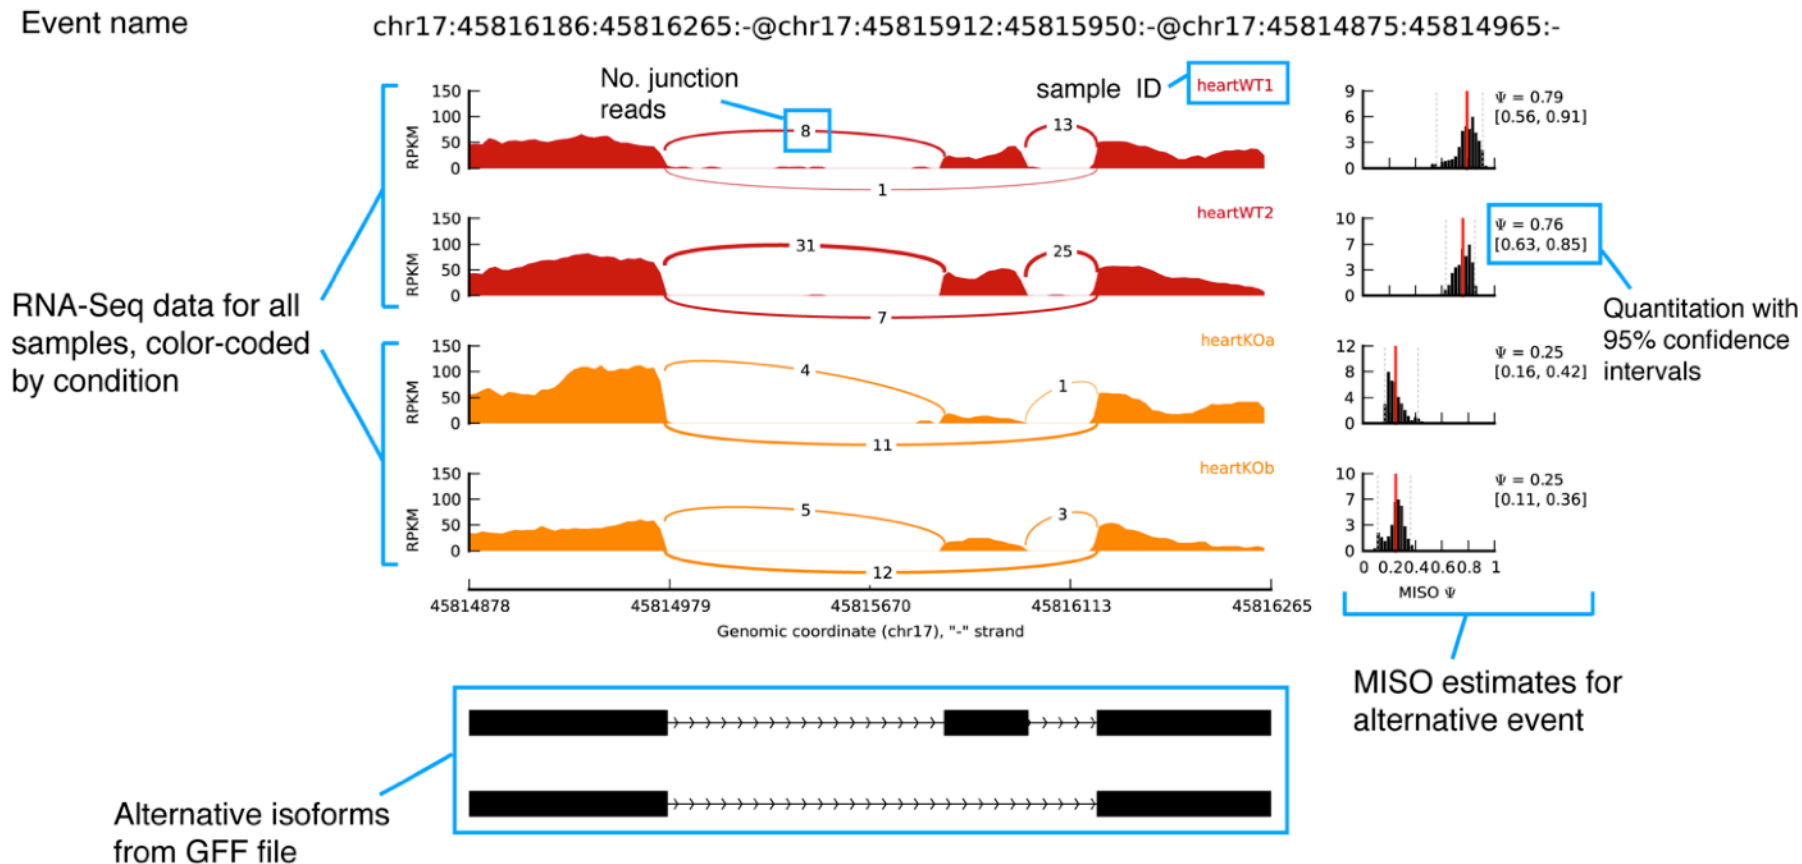 Event name
chr17:45816186:45816265:-@chr17:45815912:45815950:-@chr17:45814875:45814965:-
No. junction
reads
sample ID
heartWT1
150
100
50
0
RPKM
8
13
1
9
6
3
0
Ψ = 0.79
[0.56, 0.91]
heartWT2
150
100
50
0
RPKM
31
25
7
10
7
3
0
Ψ = 0.76
[0.63, 0.85]
Quantitation with
95% confidence
intervals
RNA-Seq data for all
samples, color-coded
by condition
heartKOa
150
100
50
0
RPKM
4
1
11
12
8
4
0
Ψ = 0.25
[0.16, 0.42]
heartKOb
150
100
50
0
RPKM
5
3
12
10
7
3
0
Ψ = 0.25
[0.11, 0.36]
0 0.2 0.4 0.6 0.8 1
MISO Ψ
45814878 45814979 45815670 45816113 45816265
Genomic coordinate (chr17), "-" strand
MISO estimates for
alternative event
Alternative isoforms
from GFF file